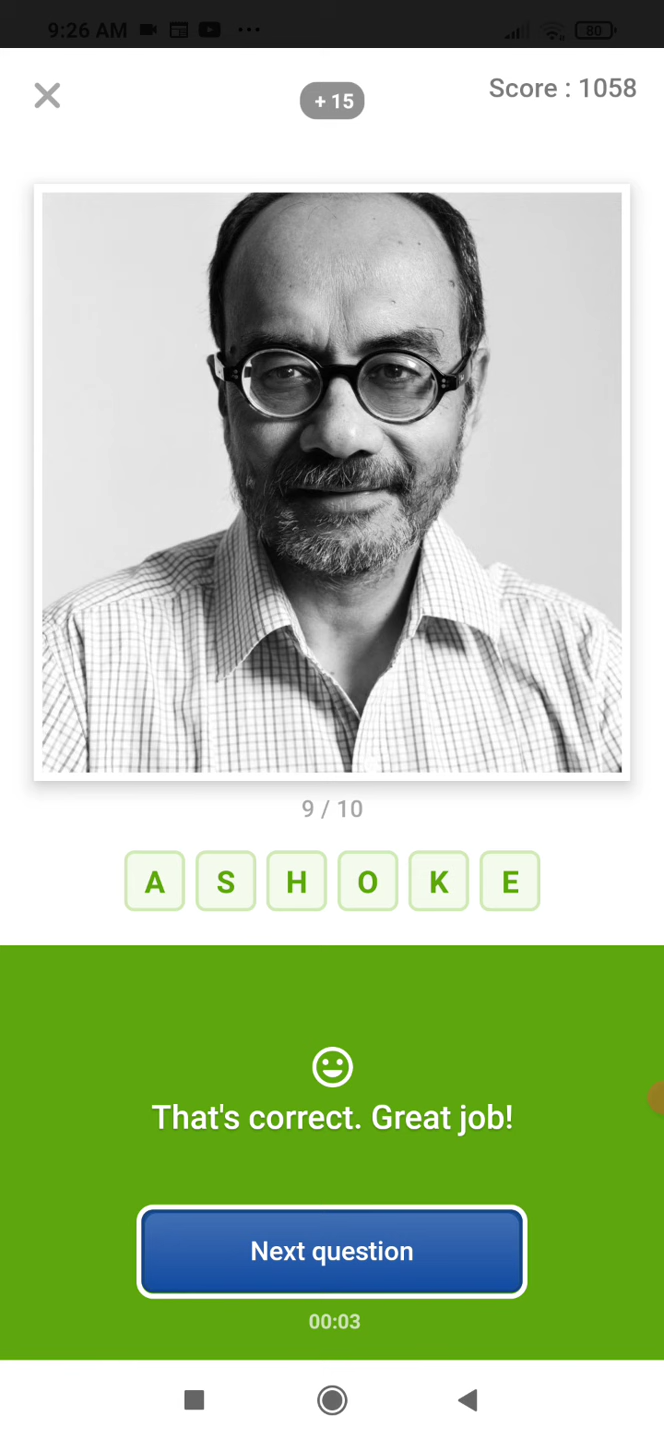 9:26 AM
80
+ 15
Score : 1058
9 / 10
A S H O K E
That's correct. Great job!
Next question
00:03